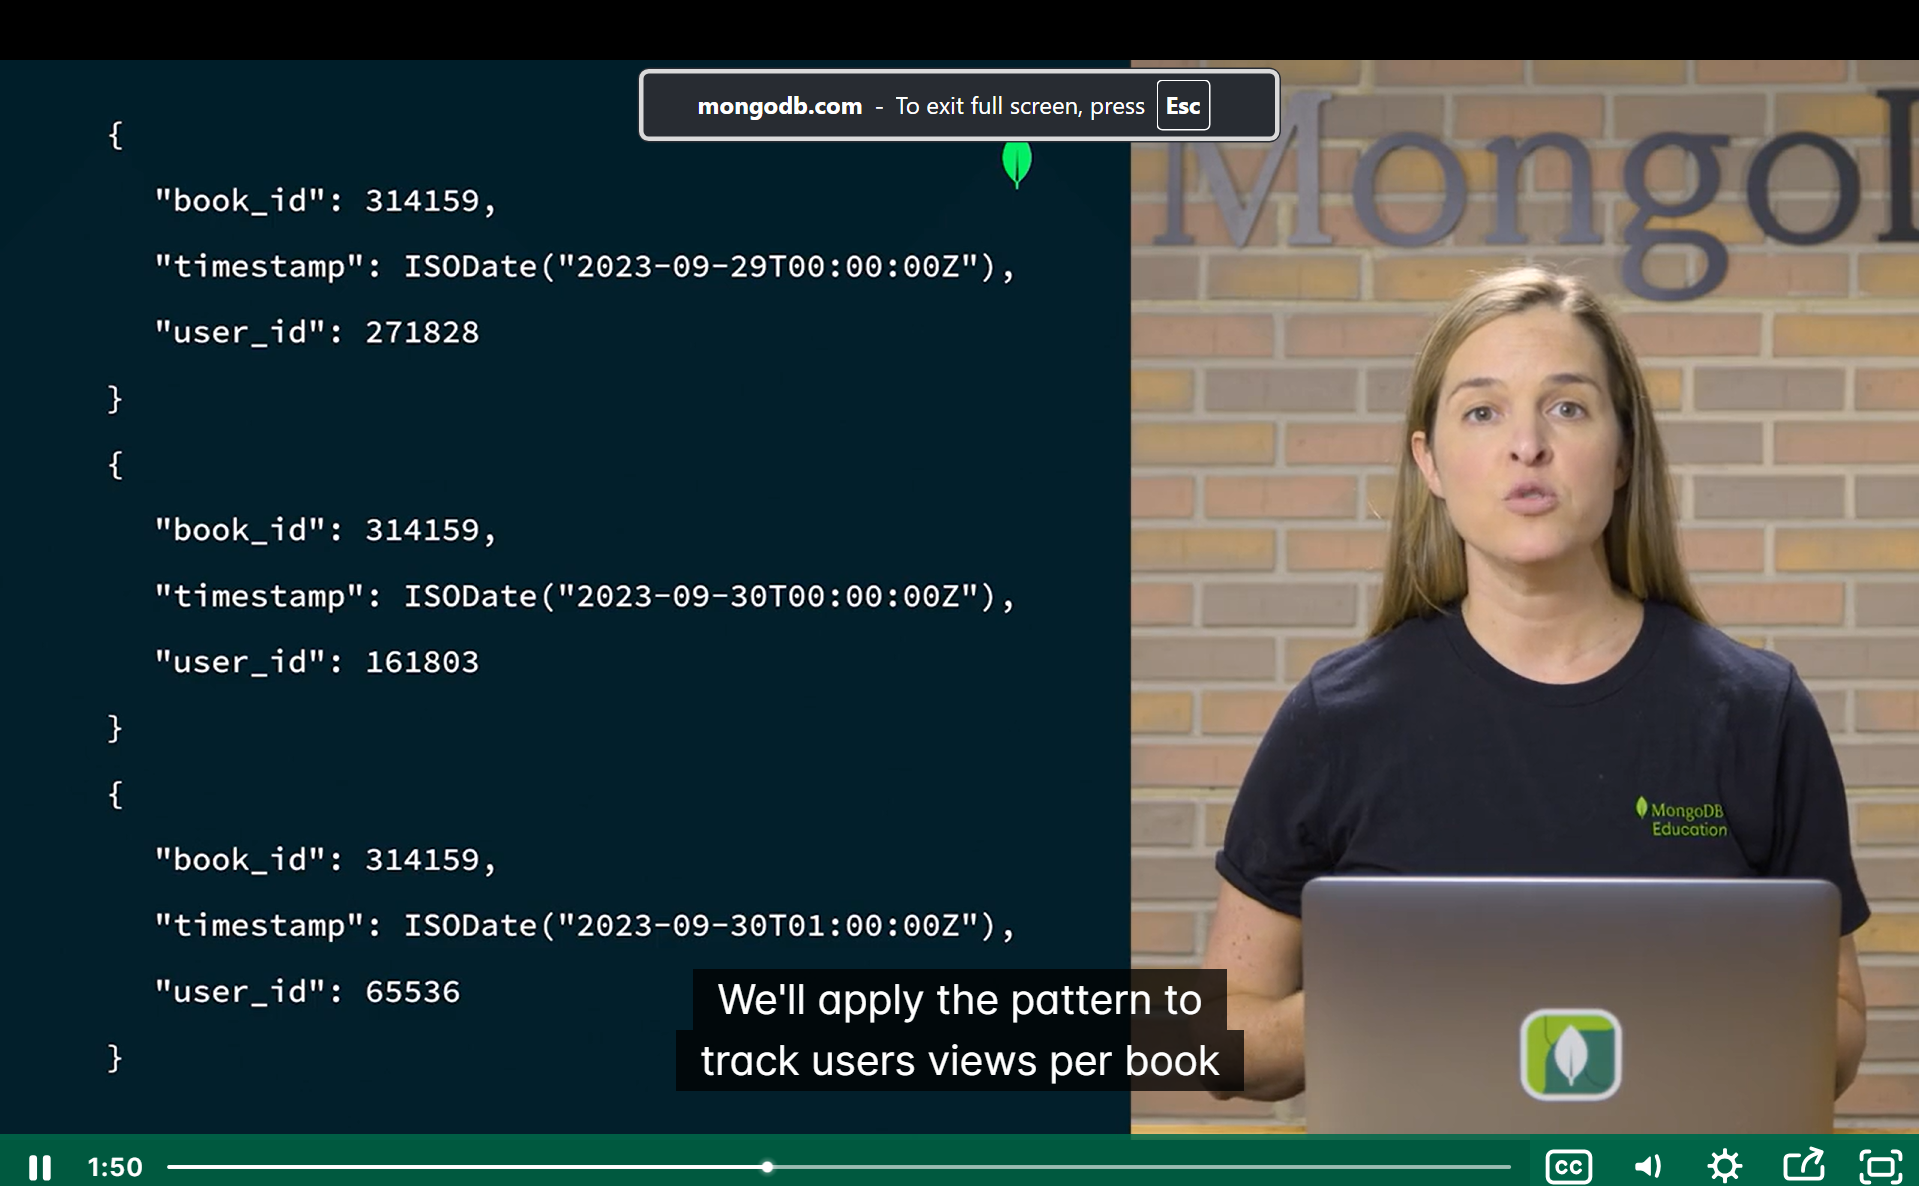 mongodb.com - To exit full screen, press Esc
{
"book_id": 314159,
"timestamp": ISODate("2023-09-29T00:00:00Z"),
"user_id": 271828
}
{
"book_id": 314159,
"timestamp": ISODate("2023-09-30T00:00:00Z"),
"user_id": 161803
}
{
"book_id": 314159,
"timestamp": ISODate("2023-09-30T01:00:00Z"),
"user_id": 65536
}
Mongo
MongoDB
Education
We'll apply the pattern to
track users views per book
1:50
CC